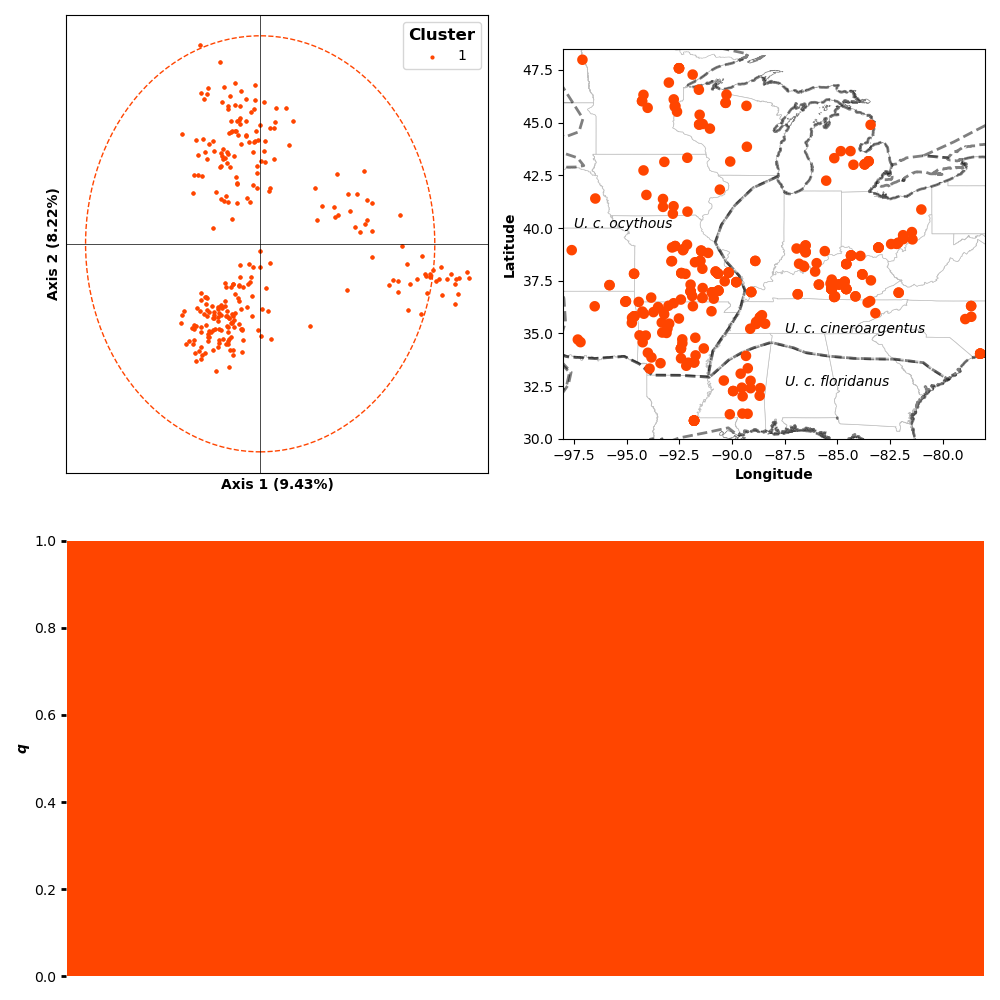 Cluster
1
Axis 2 (8.22%)
Axis 1 (9.43%)
47.5
45.0
42.5
40.0
37.5
35.0
32.5
30.0
Latitude
U. c. ocythous
U. c. cineroargentus
U. c. floridanus
−97.5 −95.0 −92.5 −90.0 −87.5 −85.0 −82.5 −80.0
Longitude
1.0
0.8
0.6
0.4
0.2
0.0
q